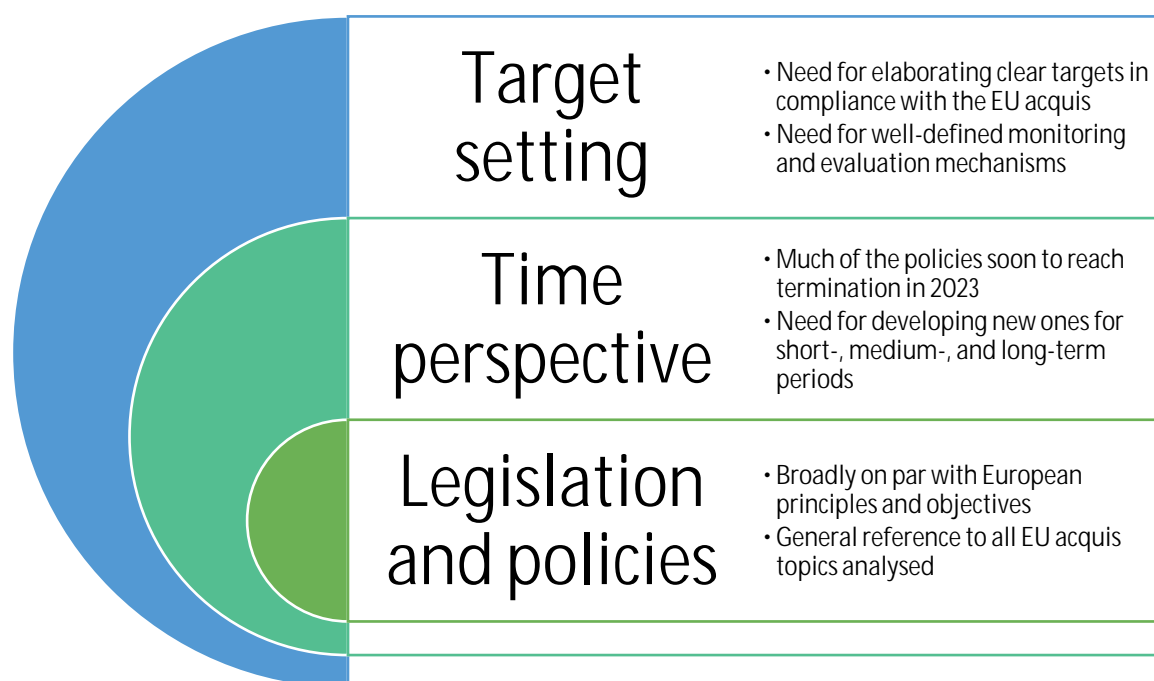 Target
setting
• Need for elaborating clear targets in
compliance with the EU acquis
• Need for well-defined monitoring
and evaluation mechanisms
Time
perspective
• Much of the policies soon to reach
termination in 2023
• Need for developing new ones for
short-, medium-, and long-term
periods
Legislation
and policies
• Broadly on par with European
principles and objectives
• General reference to all EU acquis
topics analysed